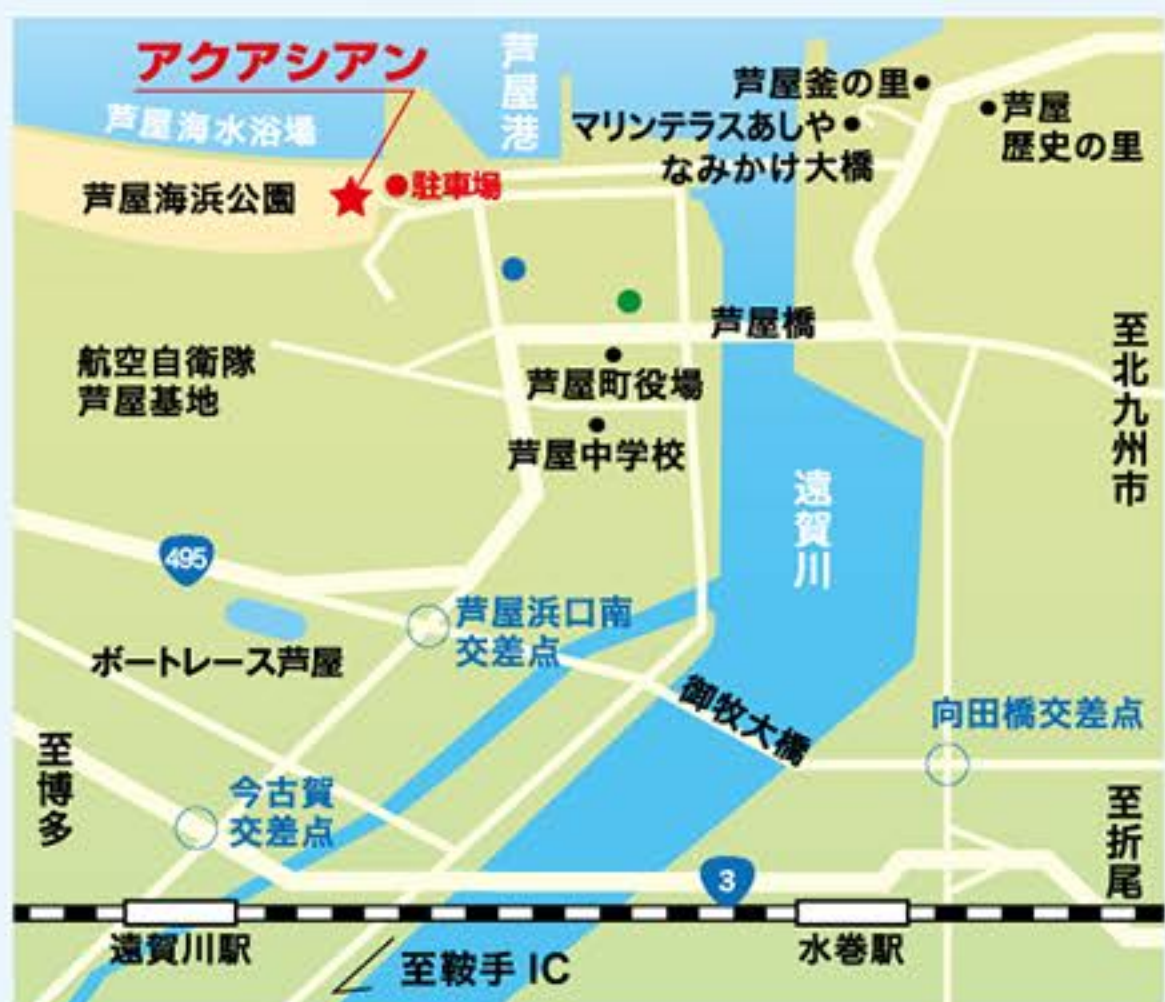 アクアシアン
芦屋港
芦屋海水浴場
芦屋釜の里
芦屋
歴史の里
マリンテラスあしや
なみかけ大橋
芦屋海浜公園
駐車場
芦屋橋
至北九州市
航空自衛隊
芦屋基地
芦屋町役場
芦屋中学校
遠賀川
495
芦屋浜口南
交差点
ボートレース芦屋
御牧大橋
向田橋交差点
至博多
今古賀
交差点
至折尾
3
遠賀川駅
水巻駅
至鞍手 IC